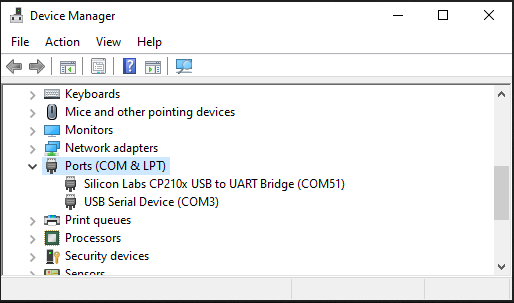 Device Manager
File Action View Help
Keyboards
Mice and other pointing devices
Monitors
Network adapters
Ports (COM & LPT)
Silicon Labs CP210x USB to UART Bridge (COM51)
USB Serial Device (COM3)
Print queues
Processors
Security devices
Sensors